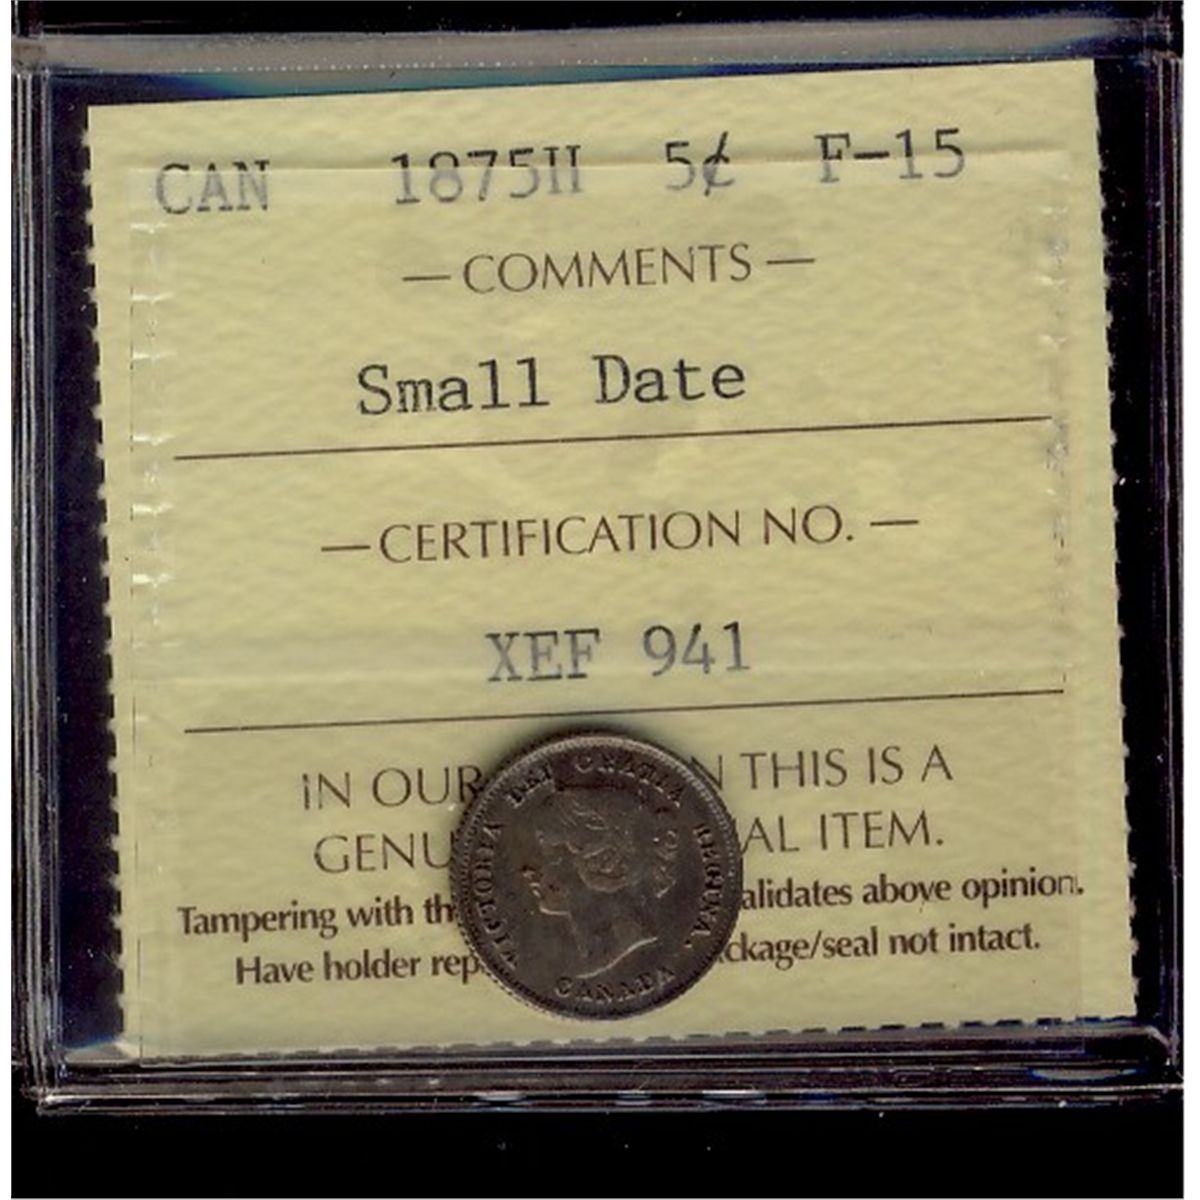 CAN 1875H 5¢ F-15
— COMMENTS —
Small Date
— CERTIFICATION NO. —
XEF 941
IN OUR N THIS IS A
GENU AL ITEM.
Tampering with th alidates above opinion.
Have holder rep ckage/seal not intact.
VICTORIA DEI GRATIA REGINA.
CANADA